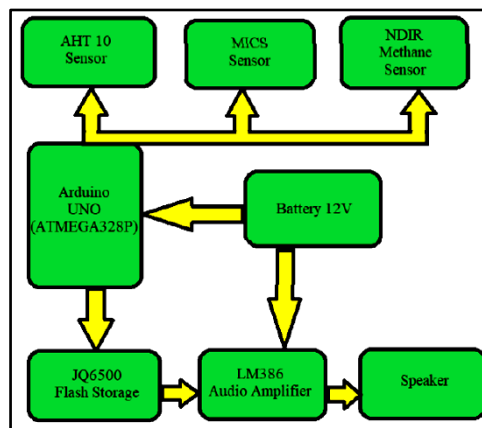 AHT 10
Sensor
MICS
Sensor
NDIR
Methane
Sensor
Arduino
UNO
(ATMEGA328P)
Battery 12V
JQ6500
Flash Storage
LM386
Audio Amplifier
Speaker